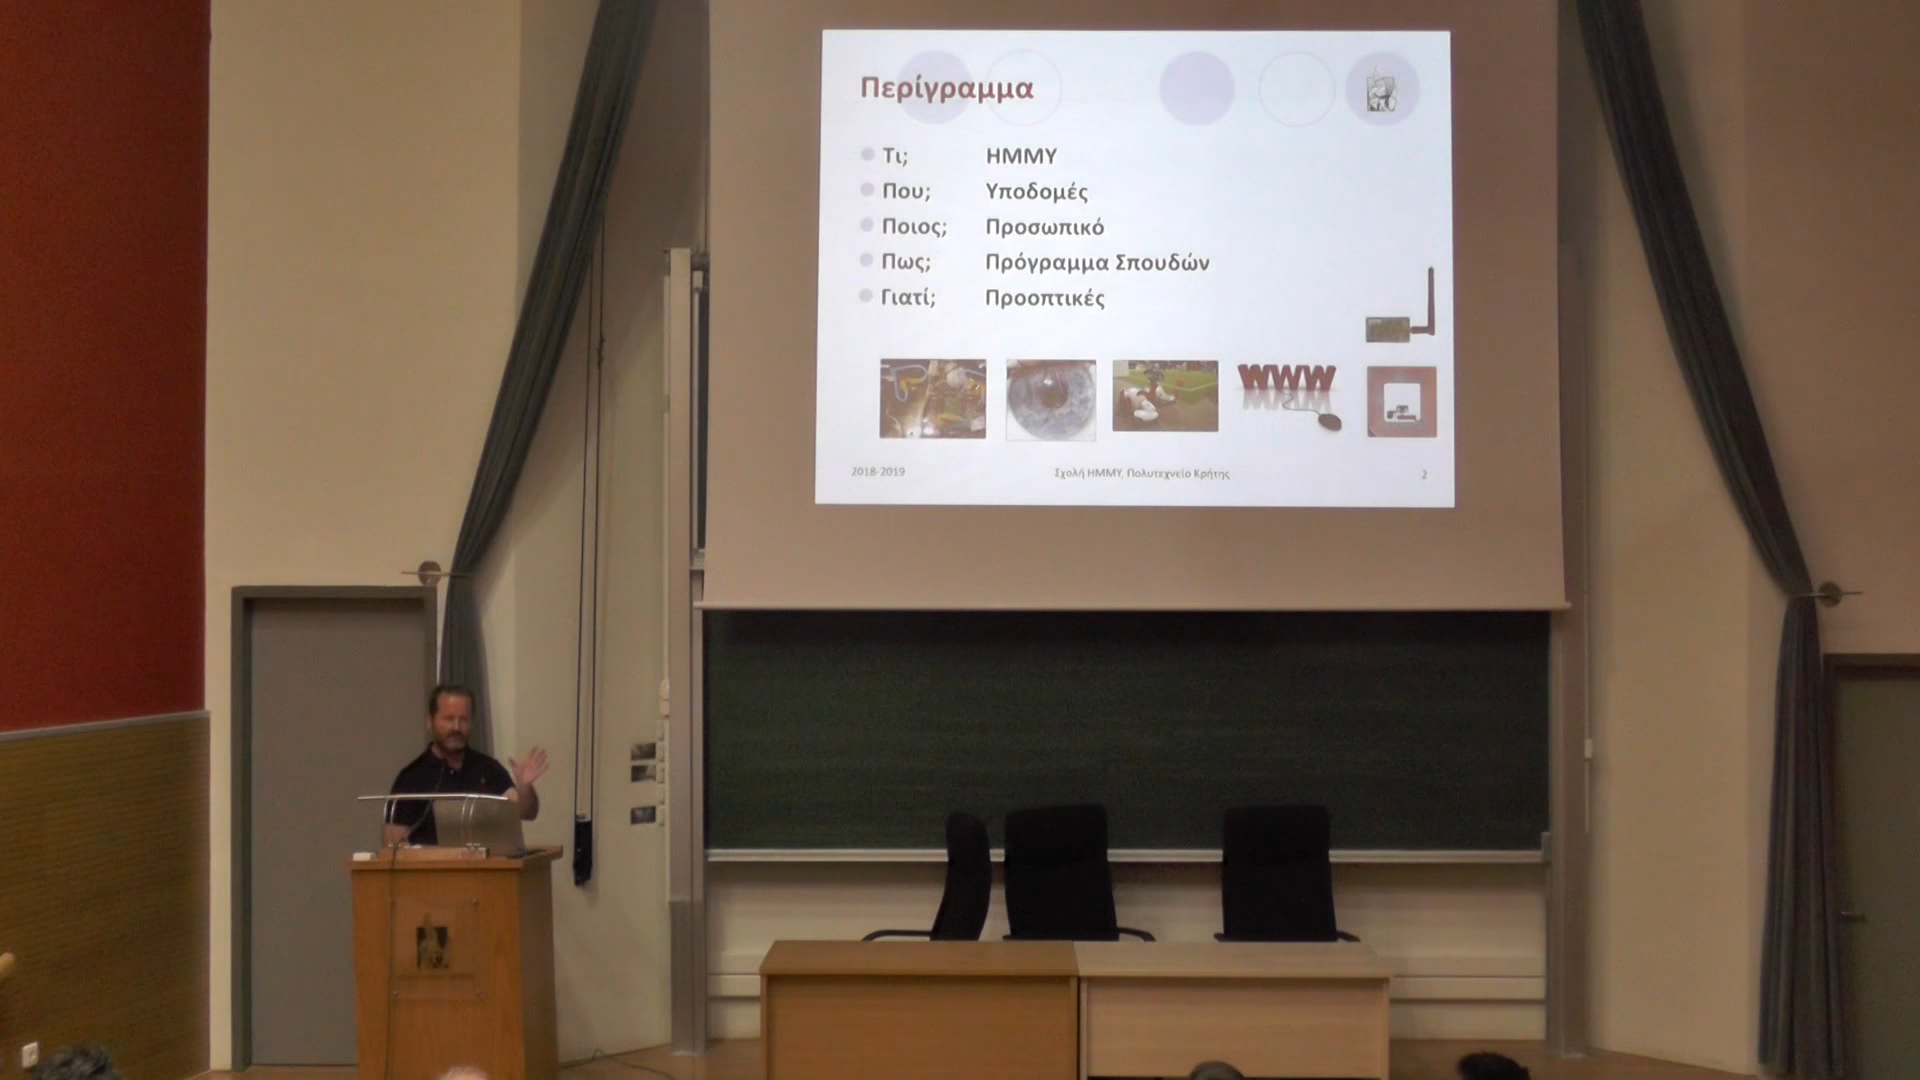 Περίγραμμα
Τι; ΗΜΜΥ
Που; Υποδομές
Ποιος; Προσωπικό
Πως; Πρόγραμμα Σπουδών
Γιατί; Προοπτικές
www
2018-2019 Σχολή ΗΜΜΥ, Πολυτεχνείο Κρήτης 2